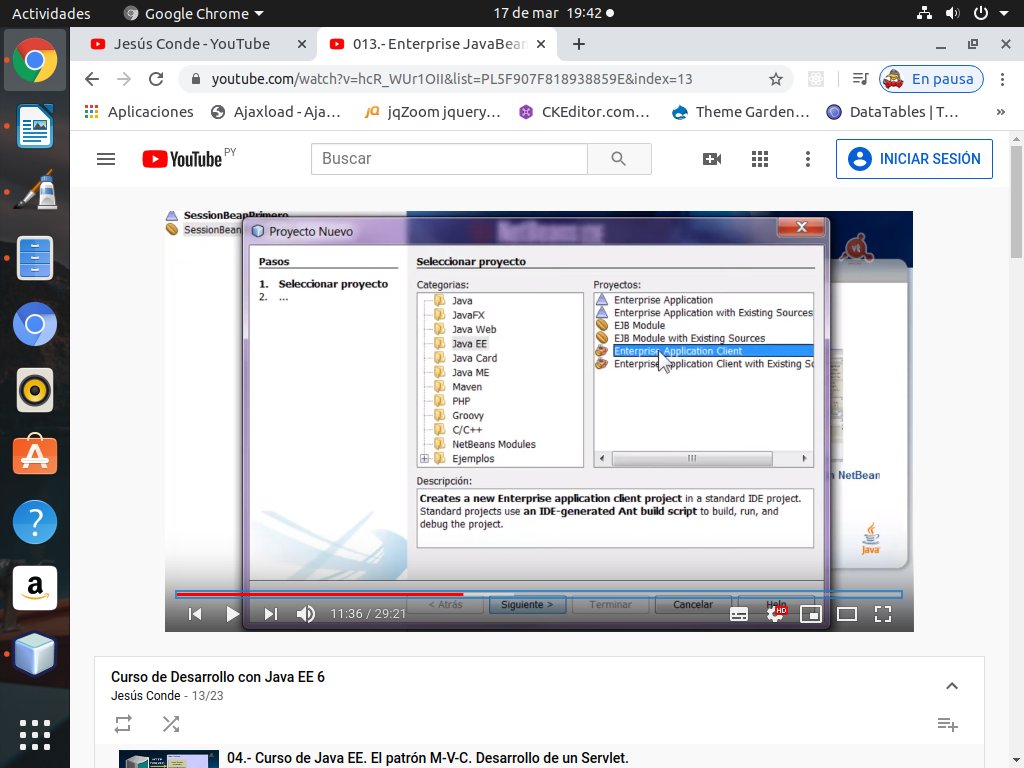 Actividades
Google Chrome
17 de mar 19:42
Jesús Conde - YouTube
013.- Enterprise JavaBean
youtube.com/watch?v=hcR_WUr1OII&list=PL5F907F818938859E&index=13
En pausa
Aplicaciones
Ajaxload - Aja…
jqZoom jquery…
CKEditor.com…
Theme Garden…
DataTables | T…
»
YouTube PY
Buscar
INICIAR SESIÓN
SessionBeanPrimero
SessionBean
Proyecto Nuevo
Pasos
1. Seleccionar proyecto
2. ...
Seleccionar proyecto
Categorías:
Java
JavaFX
Java Web
Java EE
Java Card
Java ME
Maven
PHP
Groovy
C/C++
NetBeans Modules
Ejemplos
Proyectos:
Enterprise Application
Enterprise Application with Existing Sources
EJB Module
EJB Module with Existing Sources
Enterprise Application Client
Enterprise Application Client with Existing So
Descripción:
Creates a new Enterprise application client project in a standard IDE project.
Standard projects use an IDE-generated Ant build script to build, run, and
debug the project.
n NetBean
Java
< Atrás
Siguiente >
Terminar
Cancelar
Help
11:36 / 29:21
HD
Curso de Desarrollo con Java EE 6
Jesús Conde - 13/23
04.- Curso de Java EE. El patrón M-V-C. Desarrollo de un Servlet.